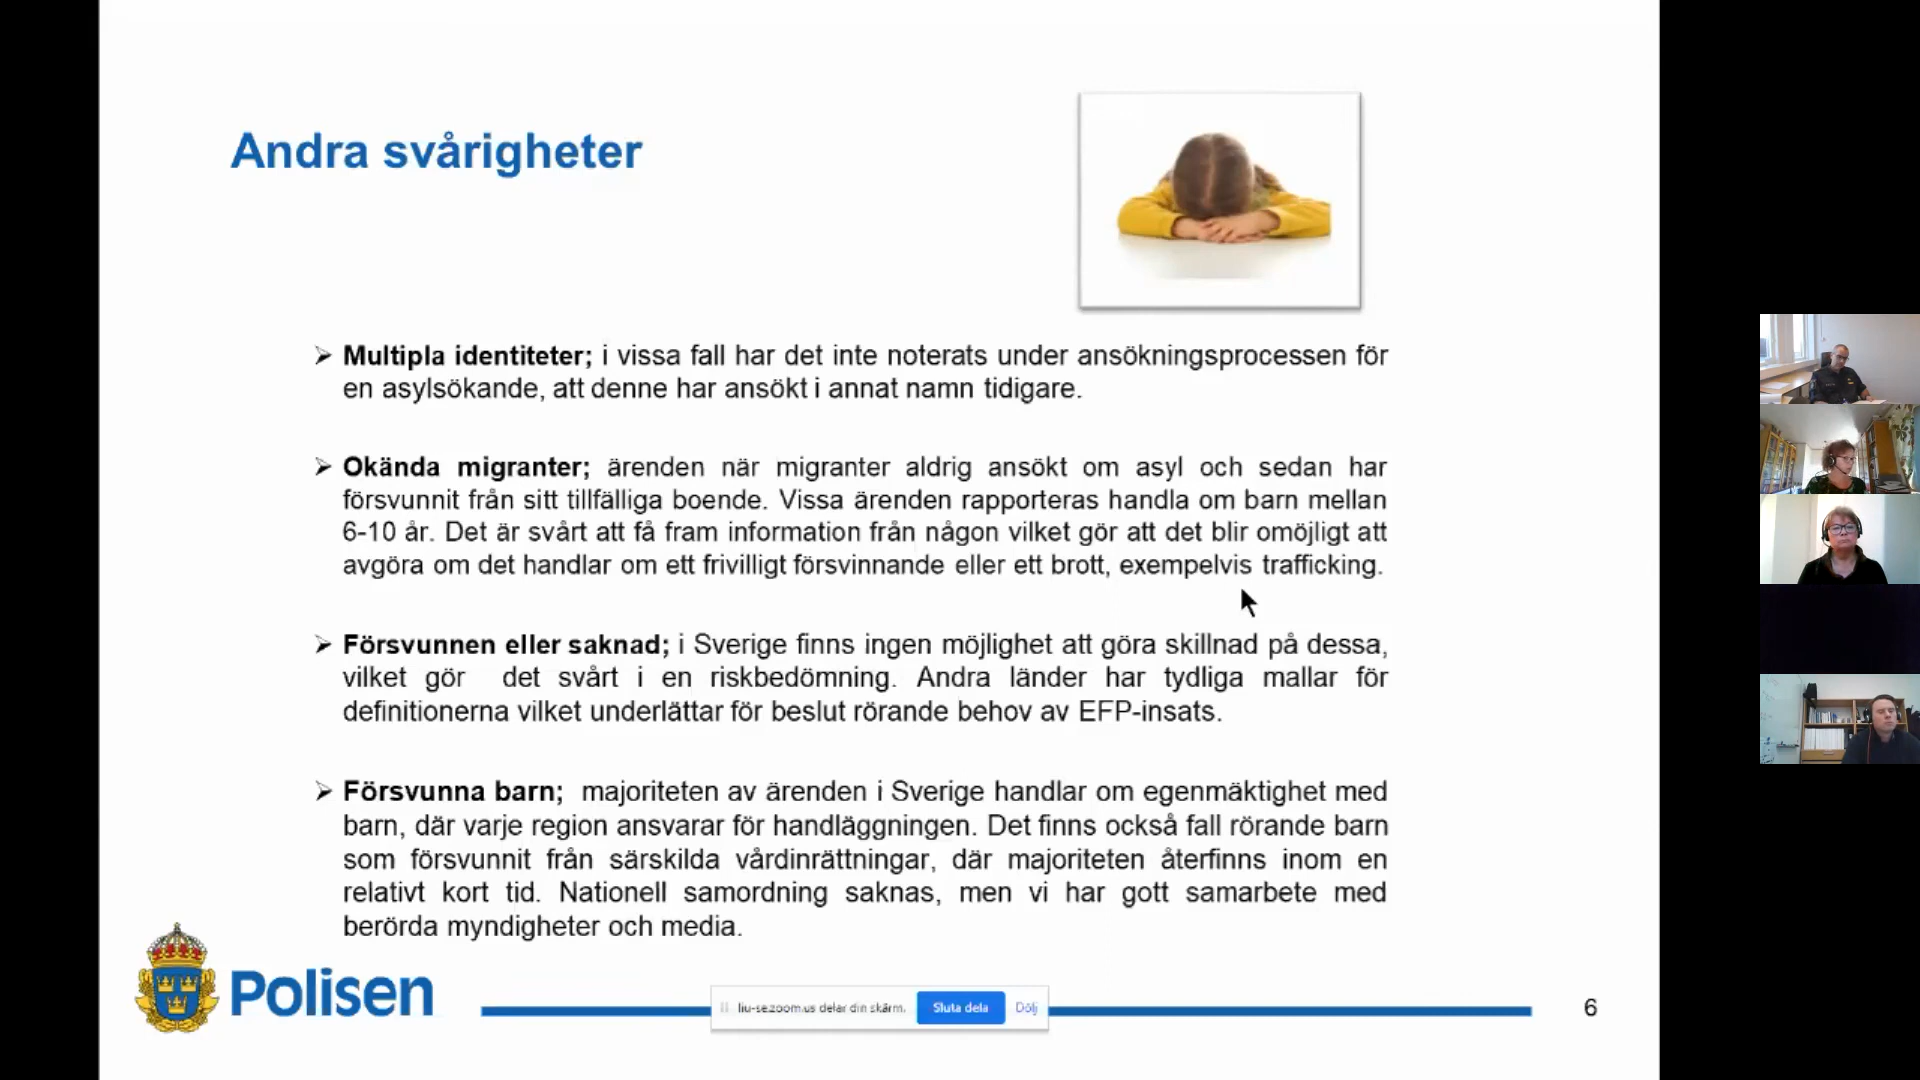 Andra svårigheter
➢ Multipla identiteter; i vissa fall har det inte noterats under ansökningsprocessen för
en asylsökande, att denne har ansökt i annat namn tidigare.
➢ Okända migranter; ärenden när migranter aldrig ansökt om asyl och sedan har
försvunnit från sitt tillfälliga boende. Vissa ärenden rapporteras handla om barn mellan
6-10 år. Det är svårt att få fram information från någon vilket gör att det blir omöjligt att
avgöra om det handlar om ett frivilligt försvinnande eller ett brott, exempelvis trafficking.
➢ Försvunnen eller saknad; i Sverige finns ingen möjlighet att göra skillnad på dessa,
vilket gör det svårt i en riskbedömning. Andra länder har tydliga mallar för
definitionerna vilket underlättar för beslut rörande behov av EFP-insats.
➢ Försvunna barn; majoriteten av ärenden i Sverige handlar om egenmäktighet med
barn, där varje region ansvarar för handläggningen. Det finns också fall rörande barn
som försvunnit från särskilda vårdinrättningar, där majoriteten återfinns inom en
relativt kort tid. Nationell samordning saknas, men vi har gott samarbete med
berörda myndigheter och media.
Polisen
liu-se.zoom.us delar din skärm. Sluta dela Dölj
6